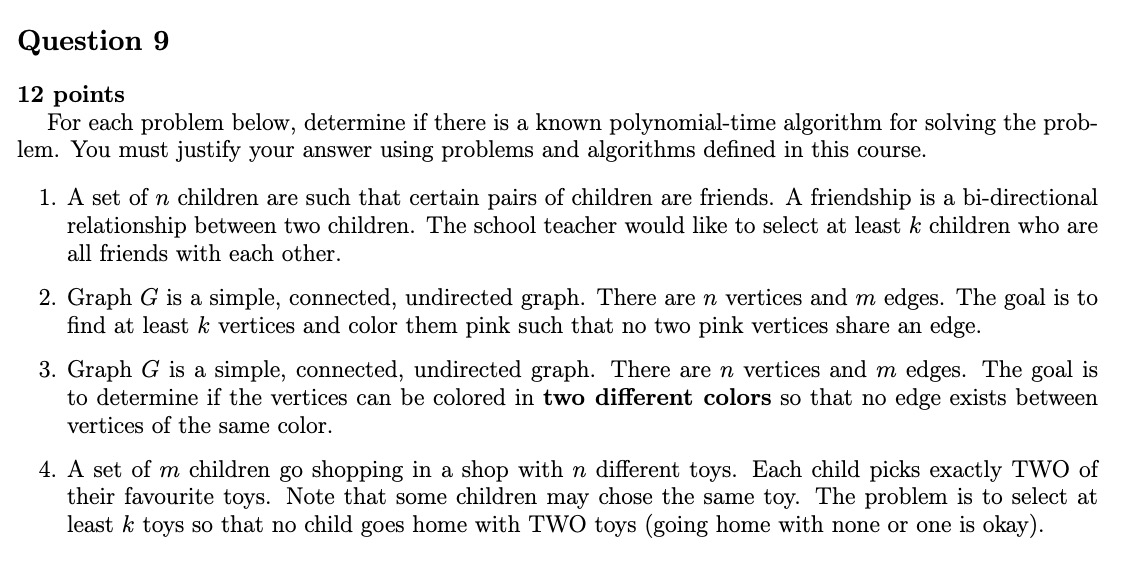 Question 9
12 points
For each problem below, determine if there is a known polynomial-time algorithm for solving the prob-
lem. You must justify your answer using problems and algorithms defined in this course.
1. A set of n children are such that certain pairs of children are friends. A friendship is a bi-directional
relationship between two children. The school teacher would like to select at least k children who are
all friends with each other.
2. Graph G is a simple, connected, undirected graph. There are n vertices and m edges. The goal is to
find at least k vertices and color them pink such that no two pink vertices share an edge.
3. Graph G is a simple, connected, undirected graph. There are n vertices and m edges. The goal is
to determine if the vertices can be colored in two different colors so that no edge exists between
vertices of the same color.
4. A set of m children go shopping in a shop with n different toys. Each child picks exactly TWO of
their favourite toys. Note that some children may chose the same toy. The problem is to select at
least k toys so that no child goes home with TWO toys (going home with none or one is okay).